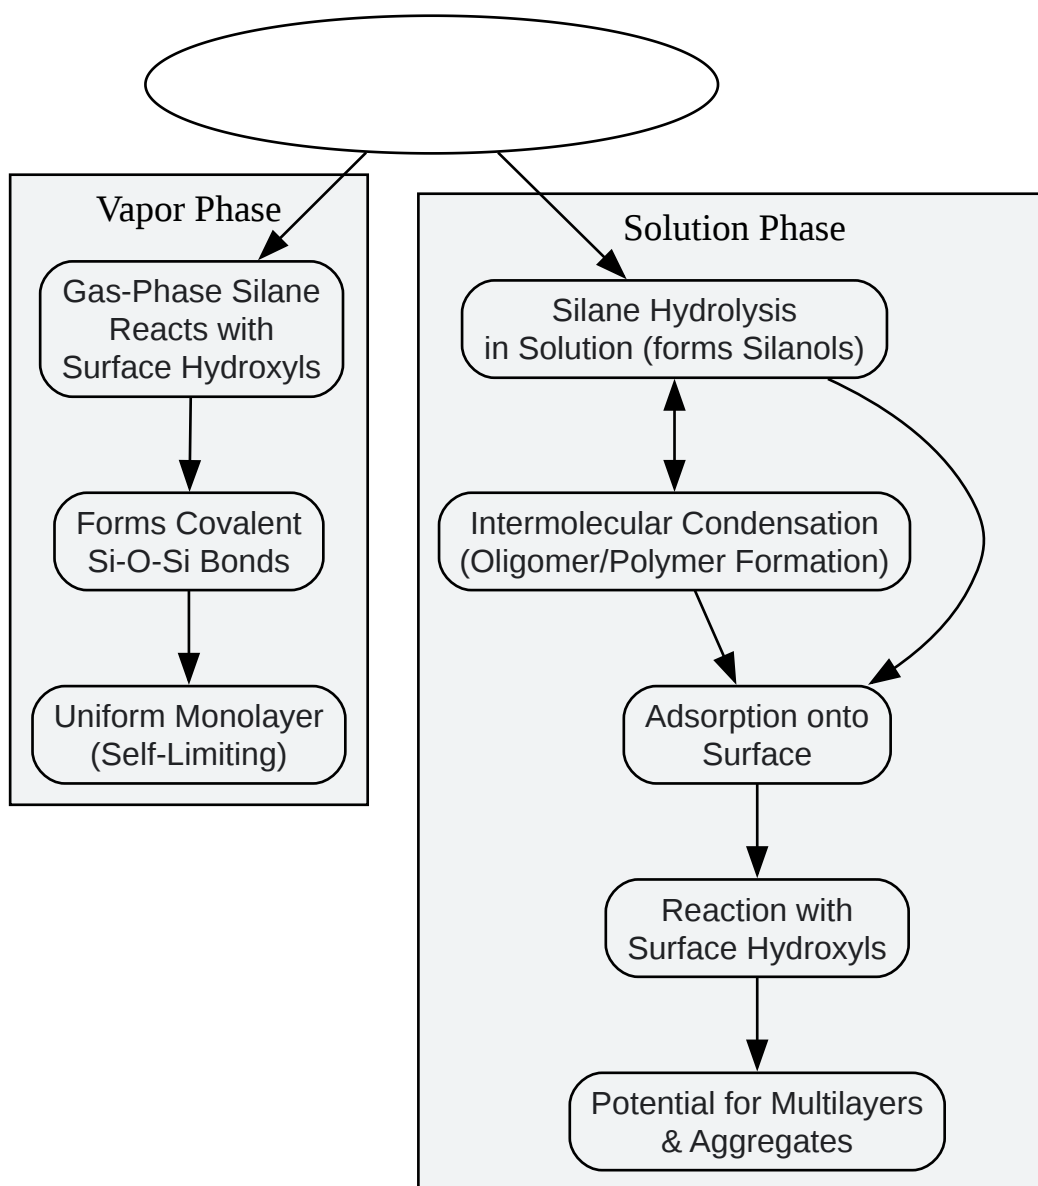 Vapor Phase
Gas-Phase Silane
Reacts with
Surface Hydroxyls
Forms Covalent
Si-O-Si Bonds
Uniform Monolayer
(Self-Limiting)
Solution Phase
Silane Hydrolysis
in Solution (forms Silanols)
Intermolecular Condensation
(Oligomer/Polymer Formation)
Adsorption onto
Surface
Reaction with
Surface Hydroxyls
Potential for Multilayers
& Aggregates